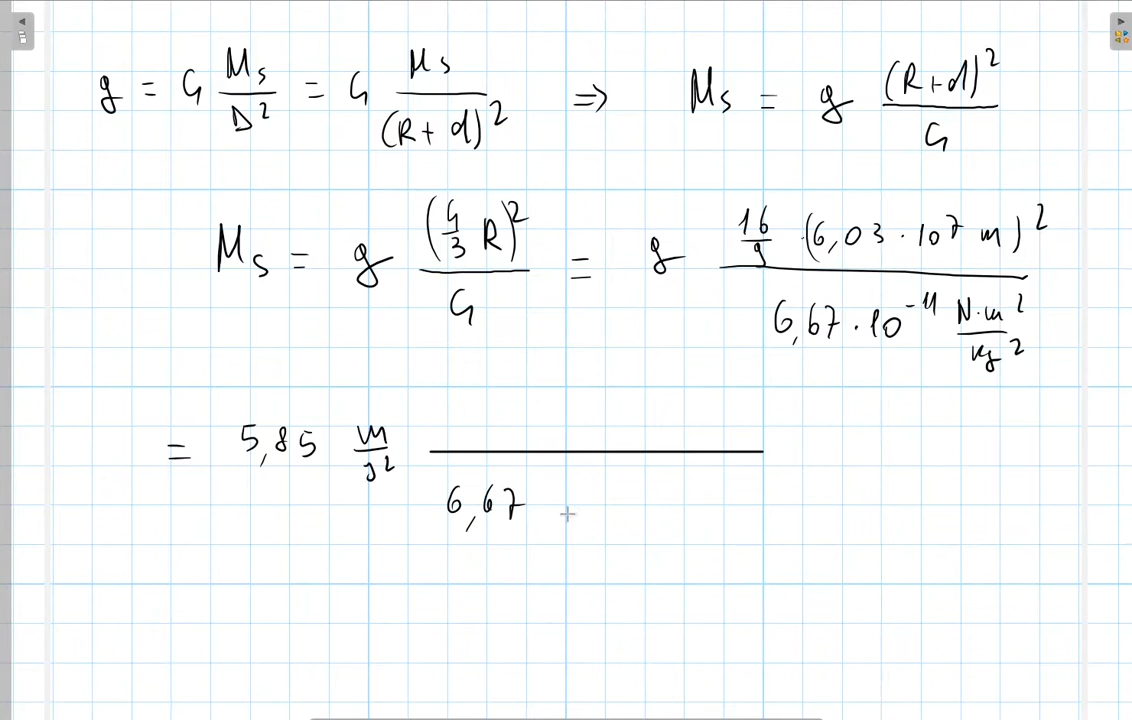 g = G Ms/D² = G Ms/(R+d)² ⇒ Ms = g (R+d)²/G
Ms = g (4/3 R)²/G = g 16/9 · (6,03 · 10⁷ m)² / 6,67 · 10⁻¹¹ N·m²/kg²
= 5,85 m/s² / 6,67